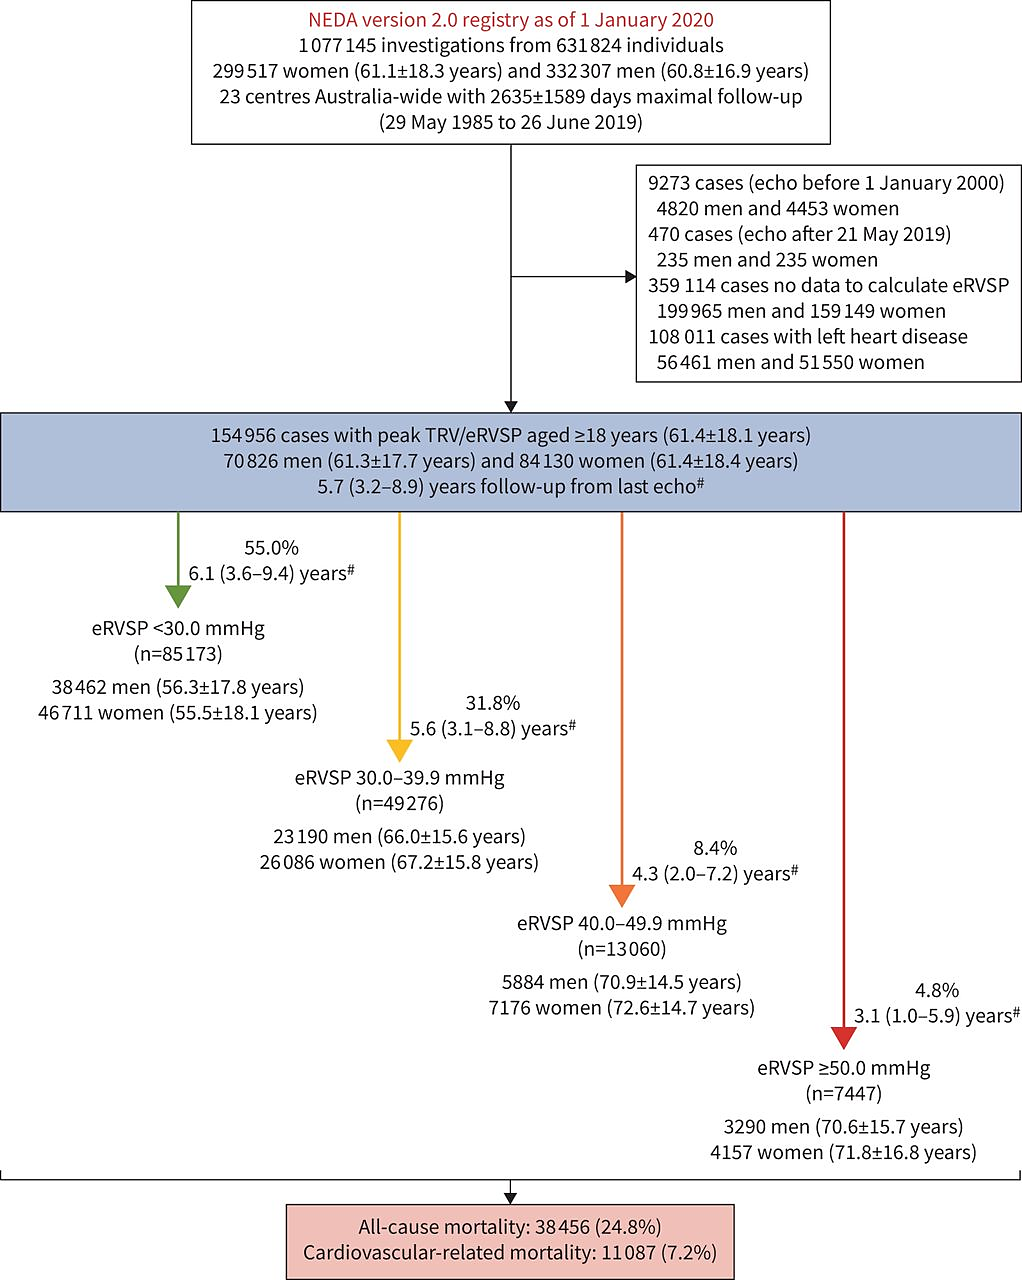 NEDA version 2.0 registry as of 1 January 2020
1 077 145 investigations from 631 824 individuals
299 517 women (61.1±18.3 years) and 332 307 men (60.8±16.9 years)
23 centres Australia-wide with 2635±1589 days maximal follow-up
(29 May 1985 to 26 June 2019)
9273 cases (echo before 1 January 2000)
4820 men and 4453 women
470 cases (echo after 21 May 2019)
235 men and 235 women
359 114 cases no data to calculate eRVSP
199 965 men and 159 149 women
108 011 cases with left heart disease
56 461 men and 51 550 women
154 956 cases with peak TRV/eRVSP aged ≥18 years (61.4±18.1 years)
70 826 men (61.3±17.7 years) and 84 130 women (61.4±18.4 years)
5.7 (3.2–8.9) years follow-up from last echo#
55.0%
6.1 (3.6–9.4) years#
eRVSP <30.0 mmHg
(n=85 173)
38 462 men (56.3±17.8 years)
46 711 women (55.5±18.1 years)
31.8%
5.6 (3.1–8.8) years#
eRVSP 30.0–39.9 mmHg
(n=49 276)
23 190 men (66.0±15.6 years)
26 086 women (67.2±15.8 years)
8.4%
4.3 (2.0–7.2) years#
eRVSP 40.0–49.9 mmHg
(n=13 060)
5884 men (70.9±14.5 years)
7176 women (72.6±14.7 years)
4.8%
3.1 (1.0–5.9) years#
eRVSP ≥50.0 mmHg
(n=7447)
3290 men (70.6±15.7 years)
4157 women (71.8±16.8 years)
All-cause mortality: 38 456 (24.8%)
Cardiovascular-related mortality: 11 087 (7.2%)